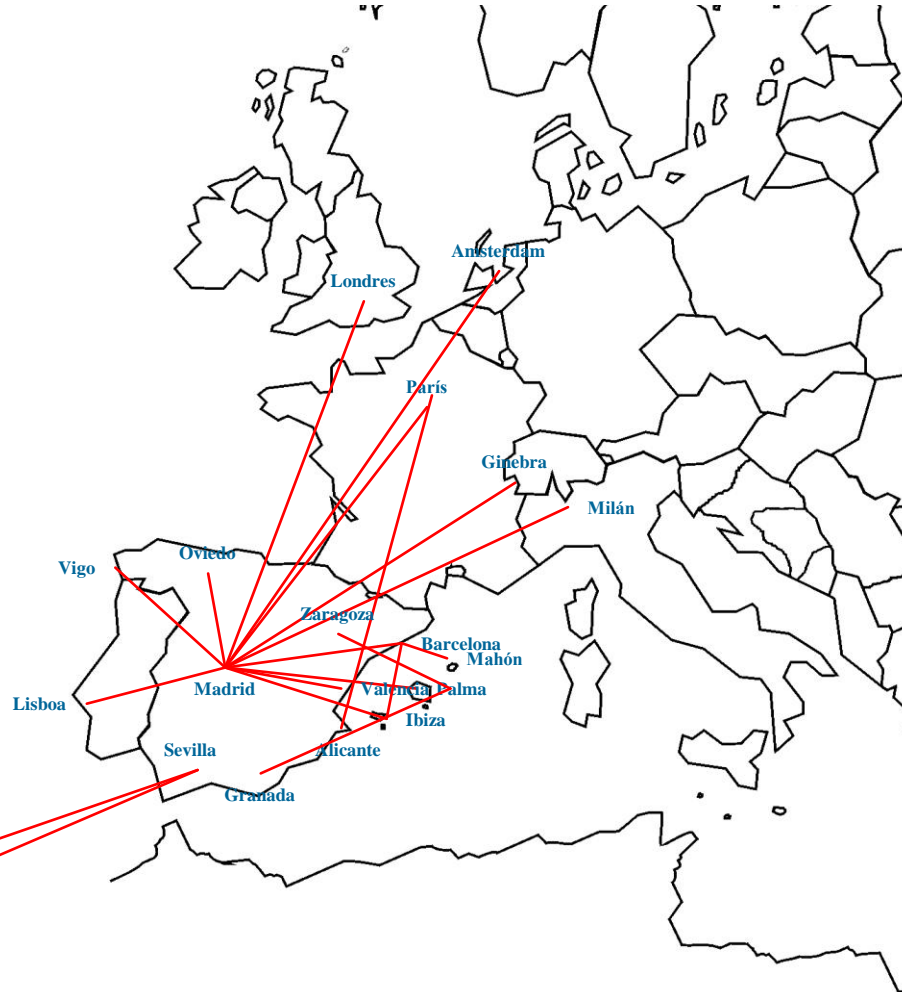 Amsterdam
Londres
París
Ginebra
Milán
Oviedo
Vigo
Zaragoza
Barcelona
Mahón
Madrid
Valencia
Palma
Lisboa
Ibiza
Sevilla
Alicante
Granada